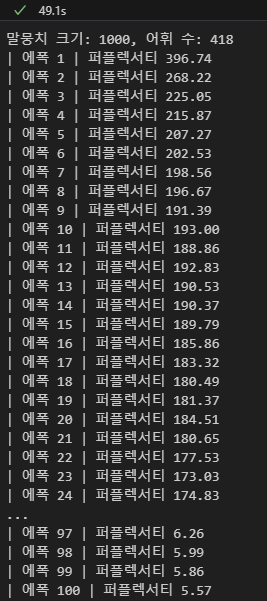 49.1s
말뭉치 크기: 1000, 어휘 수: 418
| 에폭 1 | 퍼플렉서티 396.74
| 에폭 2 | 퍼플렉서티 268.22
| 에폭 3 | 퍼플렉서티 225.05
| 에폭 4 | 퍼플렉서티 215.87
| 에폭 5 | 퍼플렉서티 207.27
| 에폭 6 | 퍼플렉서티 202.53
| 에폭 7 | 퍼플렉서티 198.56
| 에폭 8 | 퍼플렉서티 196.67
| 에폭 9 | 퍼플렉서티 191.39
| 에폭 10 | 퍼플렉서티 193.00
| 에폭 11 | 퍼플렉서티 188.86
| 에폭 12 | 퍼플렉서티 192.83
| 에폭 13 | 퍼플렉서티 190.53
| 에폭 14 | 퍼플렉서티 190.37
| 에폭 15 | 퍼플렉서티 189.79
| 에폭 16 | 퍼플렉서티 185.86
| 에폭 17 | 퍼플렉서티 183.32
| 에폭 18 | 퍼플렉서티 180.49
| 에폭 19 | 퍼플렉서티 181.37
| 에폭 20 | 퍼플렉서티 184.51
| 에폭 21 | 퍼플렉서티 180.65
| 에폭 22 | 퍼플렉서티 177.53
| 에폭 23 | 퍼플렉서티 173.03
| 에폭 24 | 퍼플렉서티 174.83
...
| 에폭 97 | 퍼플렉서티 6.26
| 에폭 98 | 퍼플렉서티 5.99
| 에폭 99 | 퍼플렉서티 5.86
| 에폭 100 | 퍼플렉서티 5.57